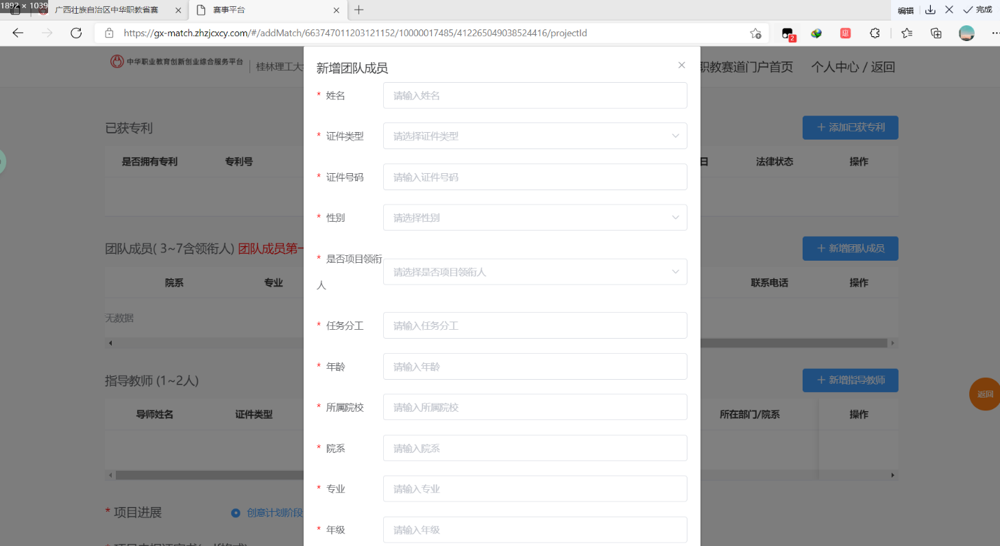 1892 × 1039
广西壮族自治区中华职教省赛
赛事平台
编辑
完成
https://gx-match.zhzjcxcy.com/#/addMatch/663747011203121152/10000017485/412265049038524416/projectId
2
中华职业教育创新创业综合服务平台
桂林理工大
职教赛道门户首页
个人中心 / 返回
新增团队成员
* 姓名
请输入姓名
* 证件类型
请选择证件类型
* 证件号码
请输入证件号码
* 性别
请选择性别
* 是否项目领衔人
请选择是否项目领衔人
* 任务分工
请输入任务分工
* 年龄
请输入年龄
* 所属院校
请输入所属院校
* 院系
请输入院系
* 专业
请输入专业
* 年级
请输入年级
已获专利
+ 添加已获专利
是否拥有专利 专利号 日 法律状态 操作
团队成员( 3~7含领衔人) 团队成员第一
+ 新增团队成员
院系 专业 联系电话 操作
无数据
指导教师 (1~2人)
+ 新增指导教师
导师姓名 证件类型 所在部门/院系 操作
返回
* 项目进展
创意计划阶段